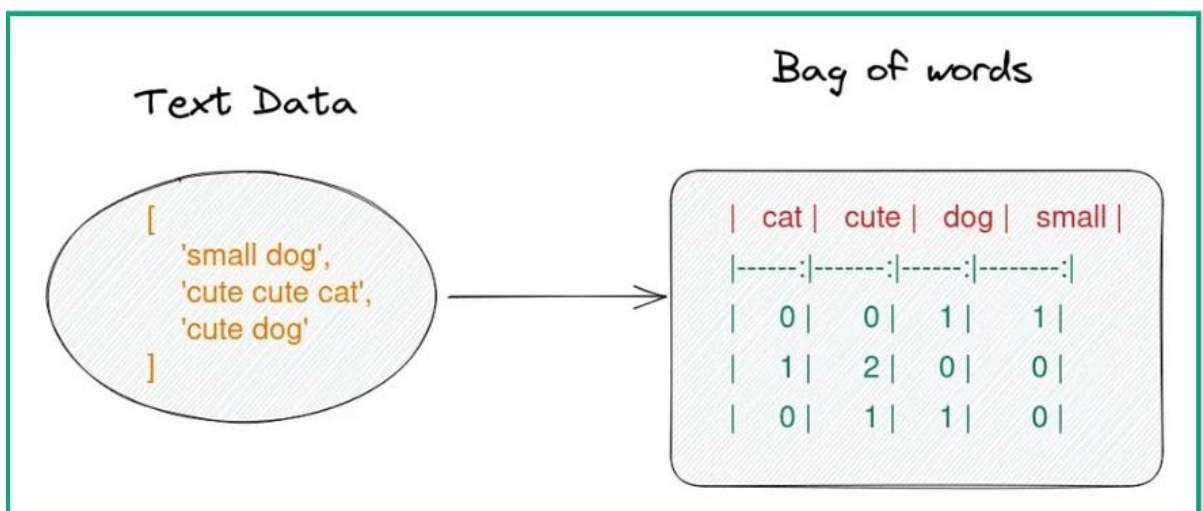 Text Data
[
'small dog',
'cute cute cat',
'cute dog'
]
Bag of words
| cat | cute | dog | small |
|------:|-------:|------:|--------:|
| 0 | 0 | 1 | 1 |
| 1 | 2 | 0 | 0 |
| 0 | 1 | 1 | 0 |